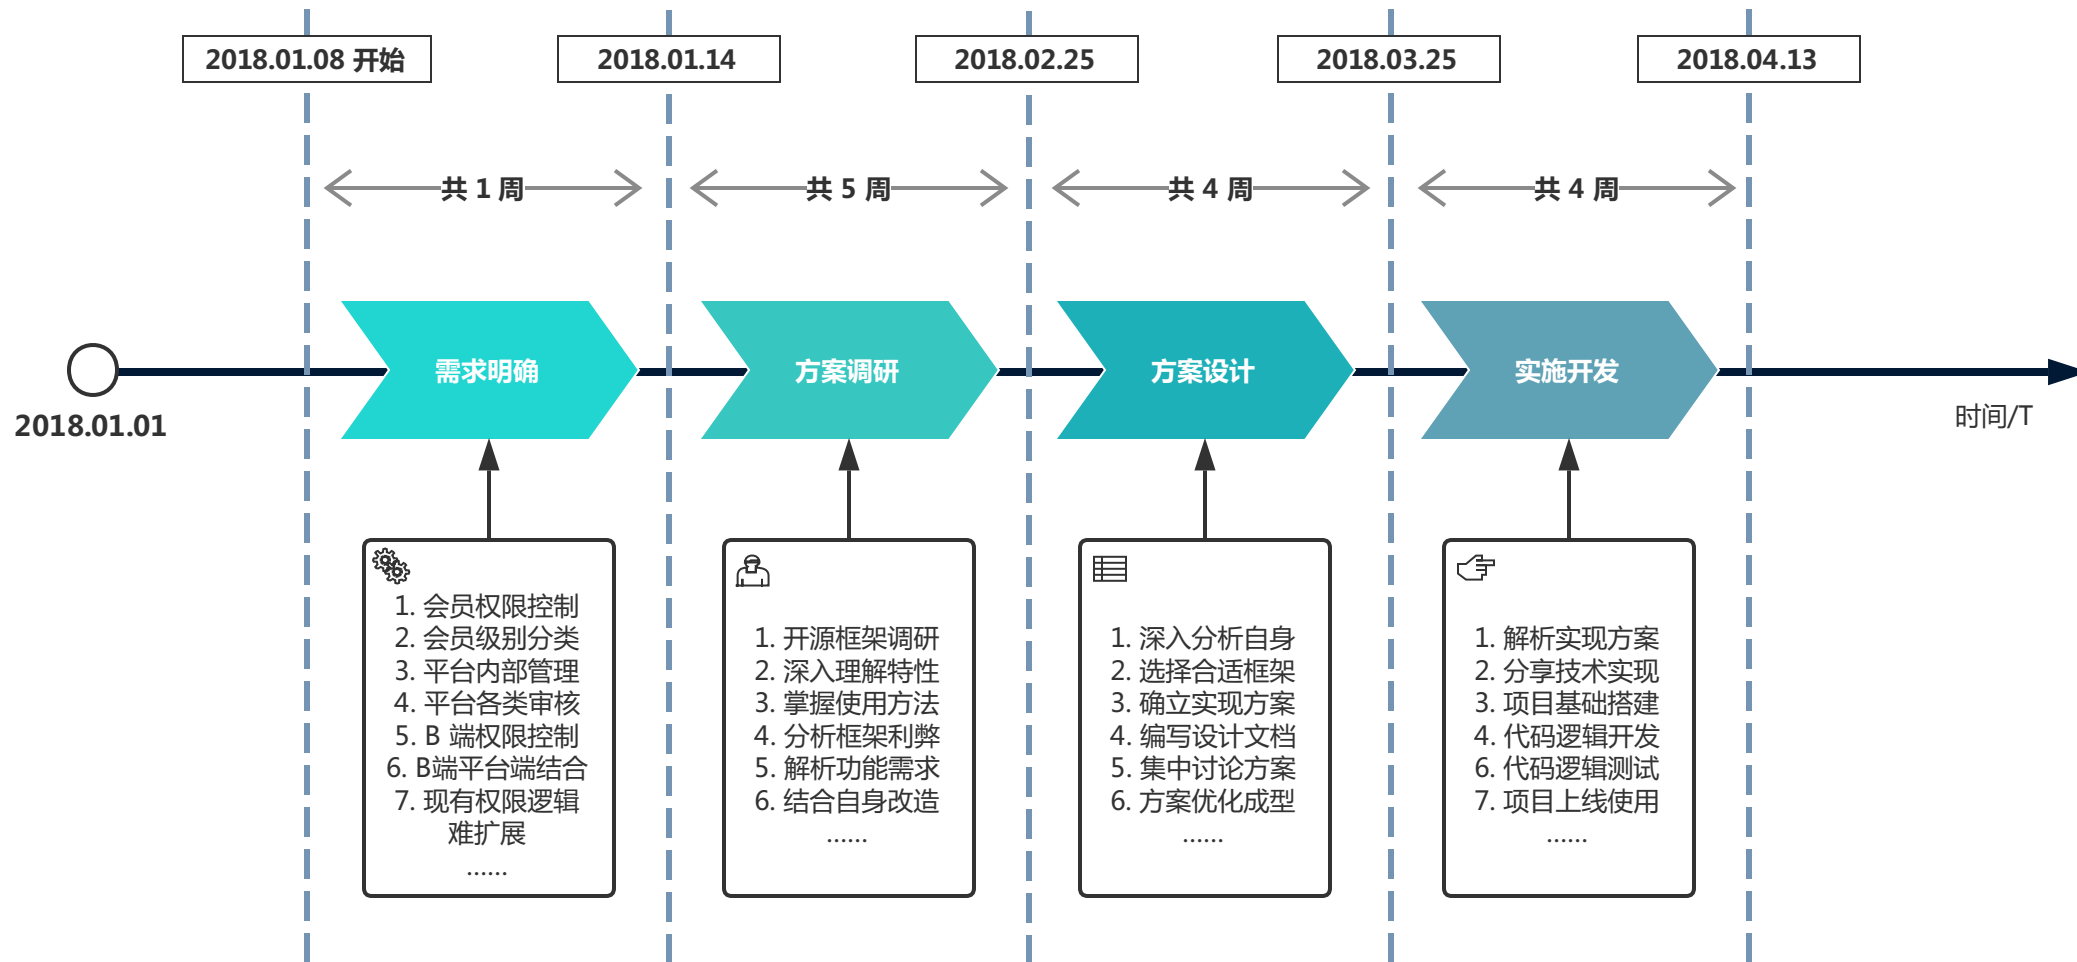 2018.01.08 开始
2018.01.14
2018.02.25
2018.03.25
2018.04.13
共 1 周
共 5 周
共 4 周
共 4 周
需求明确
方案调研
方案设计
实施开发
2018.01.01
时间/T
1. 会员权限控制
2. 会员级别分类
3. 平台内部管理
4. 平台各类审核
5. B 端权限控制
6. B端平台端结合
7. 现有权限逻辑
难扩展
......
1. 开源框架调研
2. 深入理解特性
3. 掌握使用方法
4. 分析框架利弊
5. 解析功能需求
6. 结合自身改造
......
1. 深入分析自身
2. 选择合适框架
3. 确立实现方案
4. 编写设计文档
5. 集中讨论方案
6. 方案优化成型
......
1. 解析实现方案
2. 分享技术实现
3. 项目基础搭建
4. 代码逻辑开发
6. 代码逻辑测试
7. 项目上线使用
......